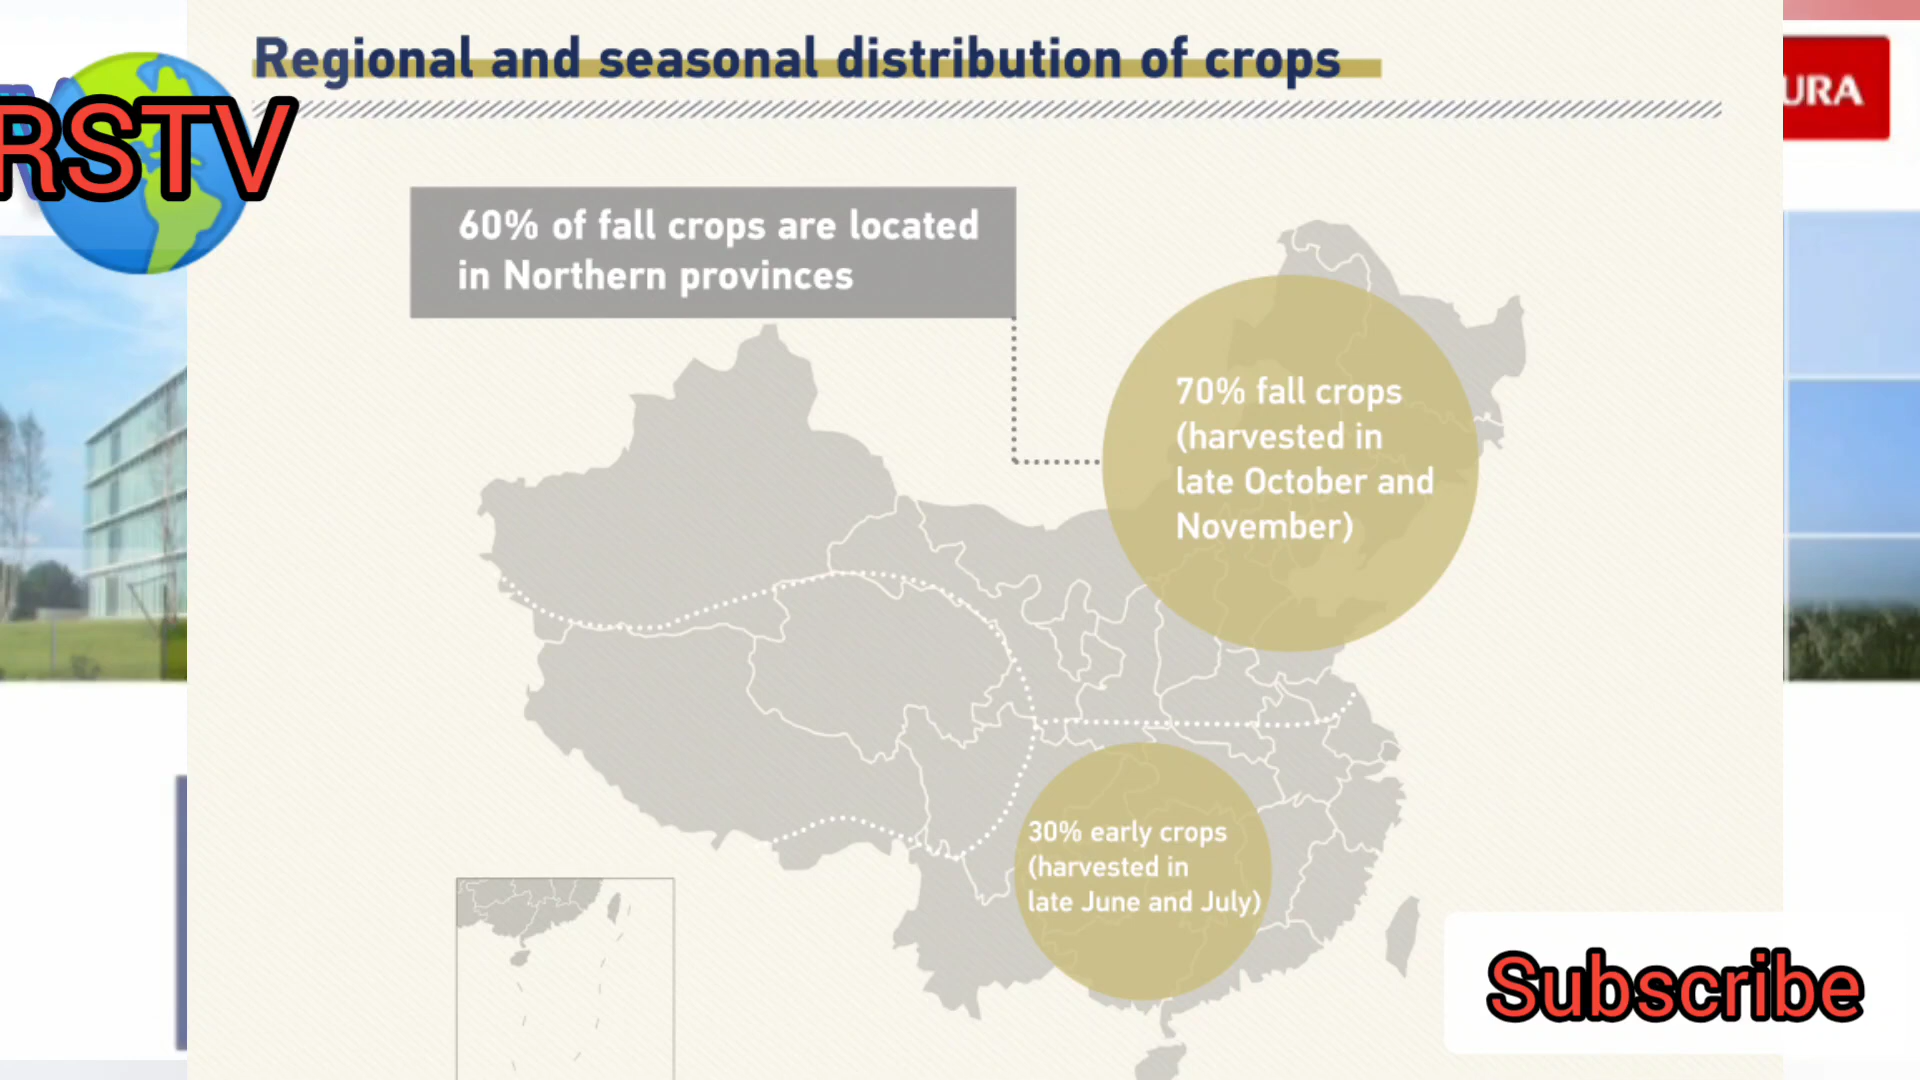 Regional and seasonal distribution of crops
RSTV
URA
60% of fall crops are located
in Northern provinces
70% fall crops
(harvested in
late October and
November)
30% early crops
(harvested in
late June and July)
Subscribe